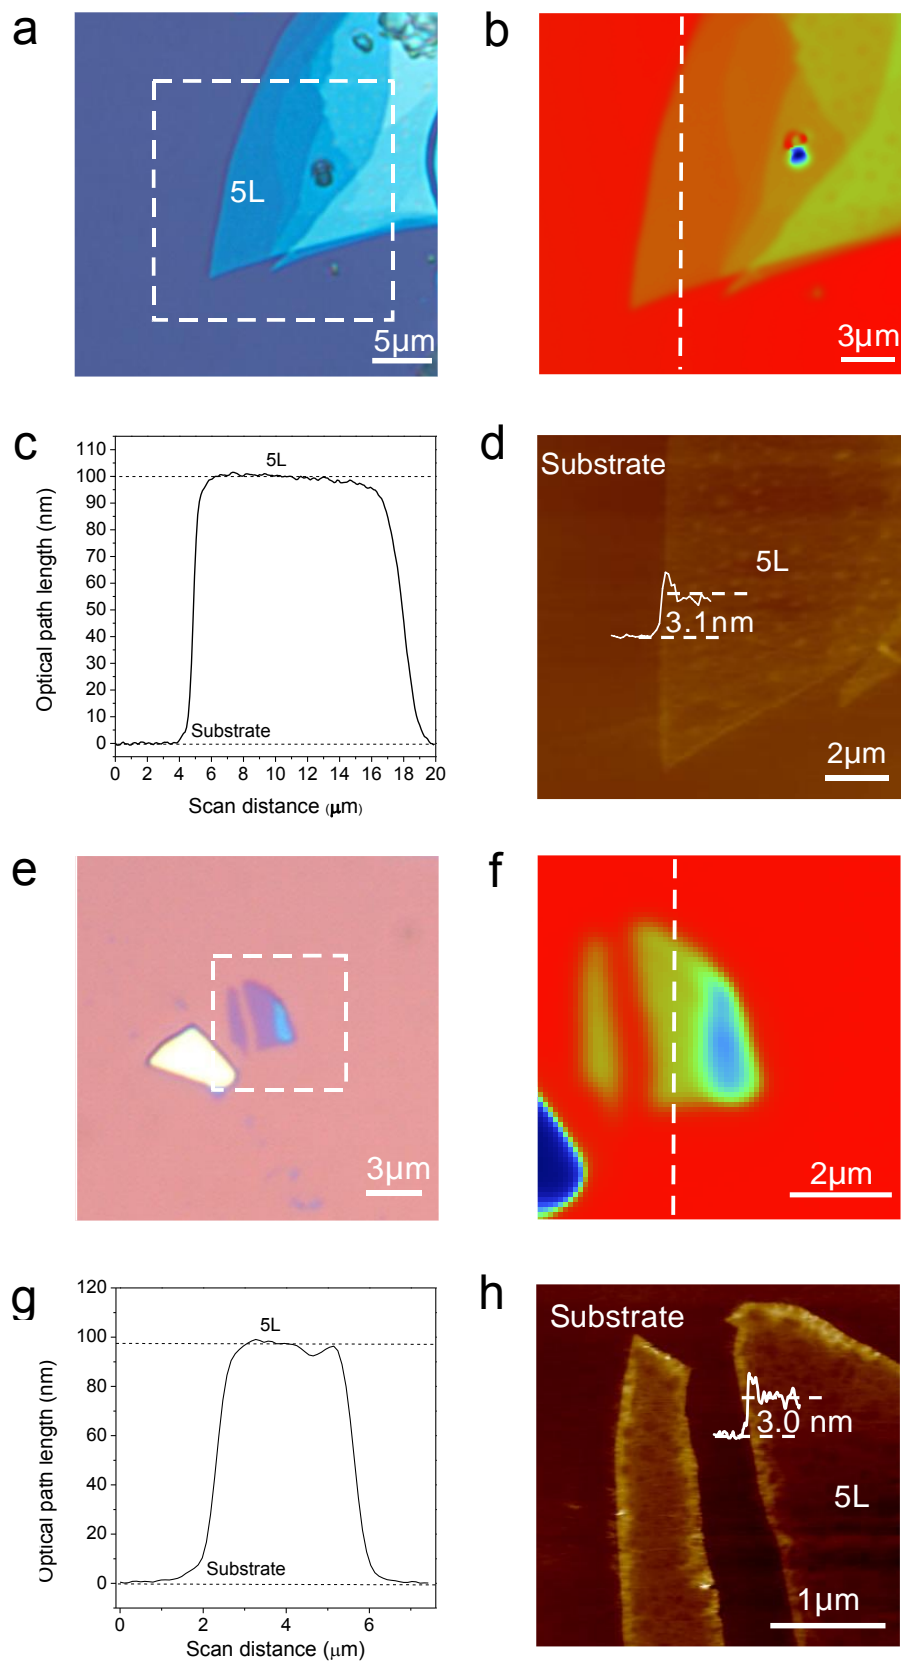 a
5L
5µm
b
3µm
c
110
100
90
80
70
60
50
40
30
20
10
0
5L
Substrate
0
2
4
6
8
10
12
14
16
18
20
Optical path length (nm)
Scan distance (µm)
d
Substrate
5L
3.1nm
2µm
e
3µm
f
2µm
g
120
100
80
60
40
20
0
5L
Substrate
0
2
4
6
Optical path length (nm)
Scan distance (µm)
h
Substrate
3.0 nm
5L
1µm